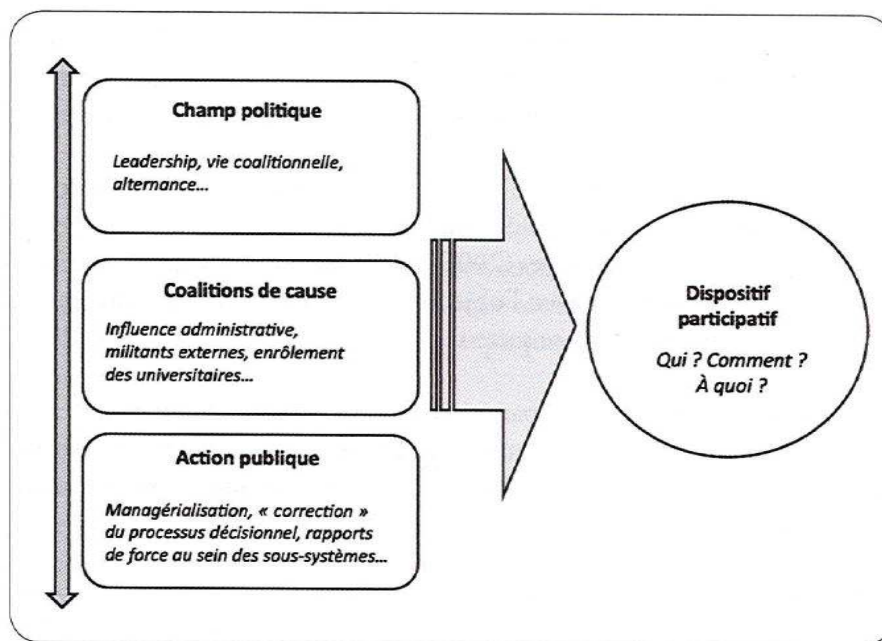 Champ politique
Leadership, vie coalitionnelle,
alternance...
Coalitions de cause
Influence administrative,
militants externes, enrôlement
des universitaires...
Action publique
Managérialisation, « correction »
du processus décisionnel, rapports
de force au sein des sous-systèmes...
Dispositif
participatif
Qui ? Comment ?
À quoi ?